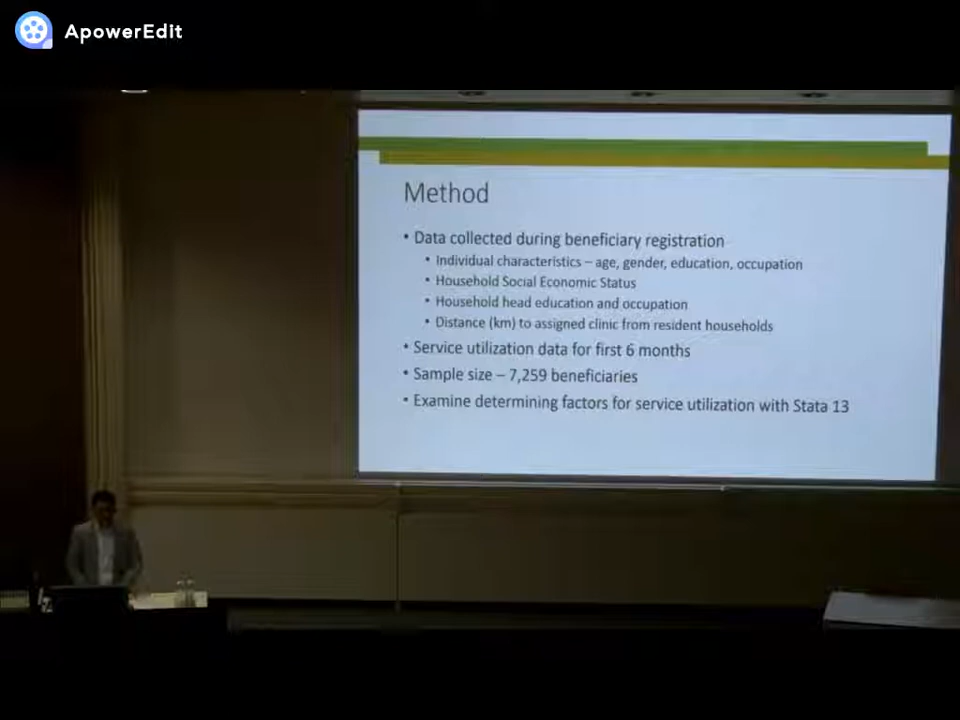 ApowerEdit
Method
• Data collected during beneficiary registration
• Individual characteristics – age, gender, education, occupation
• Household Social Economic Status
• Household head education and occupation
• Distance (km) to assigned clinic from resident households
• Service utilization data for first 6 months
• Sample size – 7,259 beneficiaries
• Examine determining factors for service utilization with Stata 13